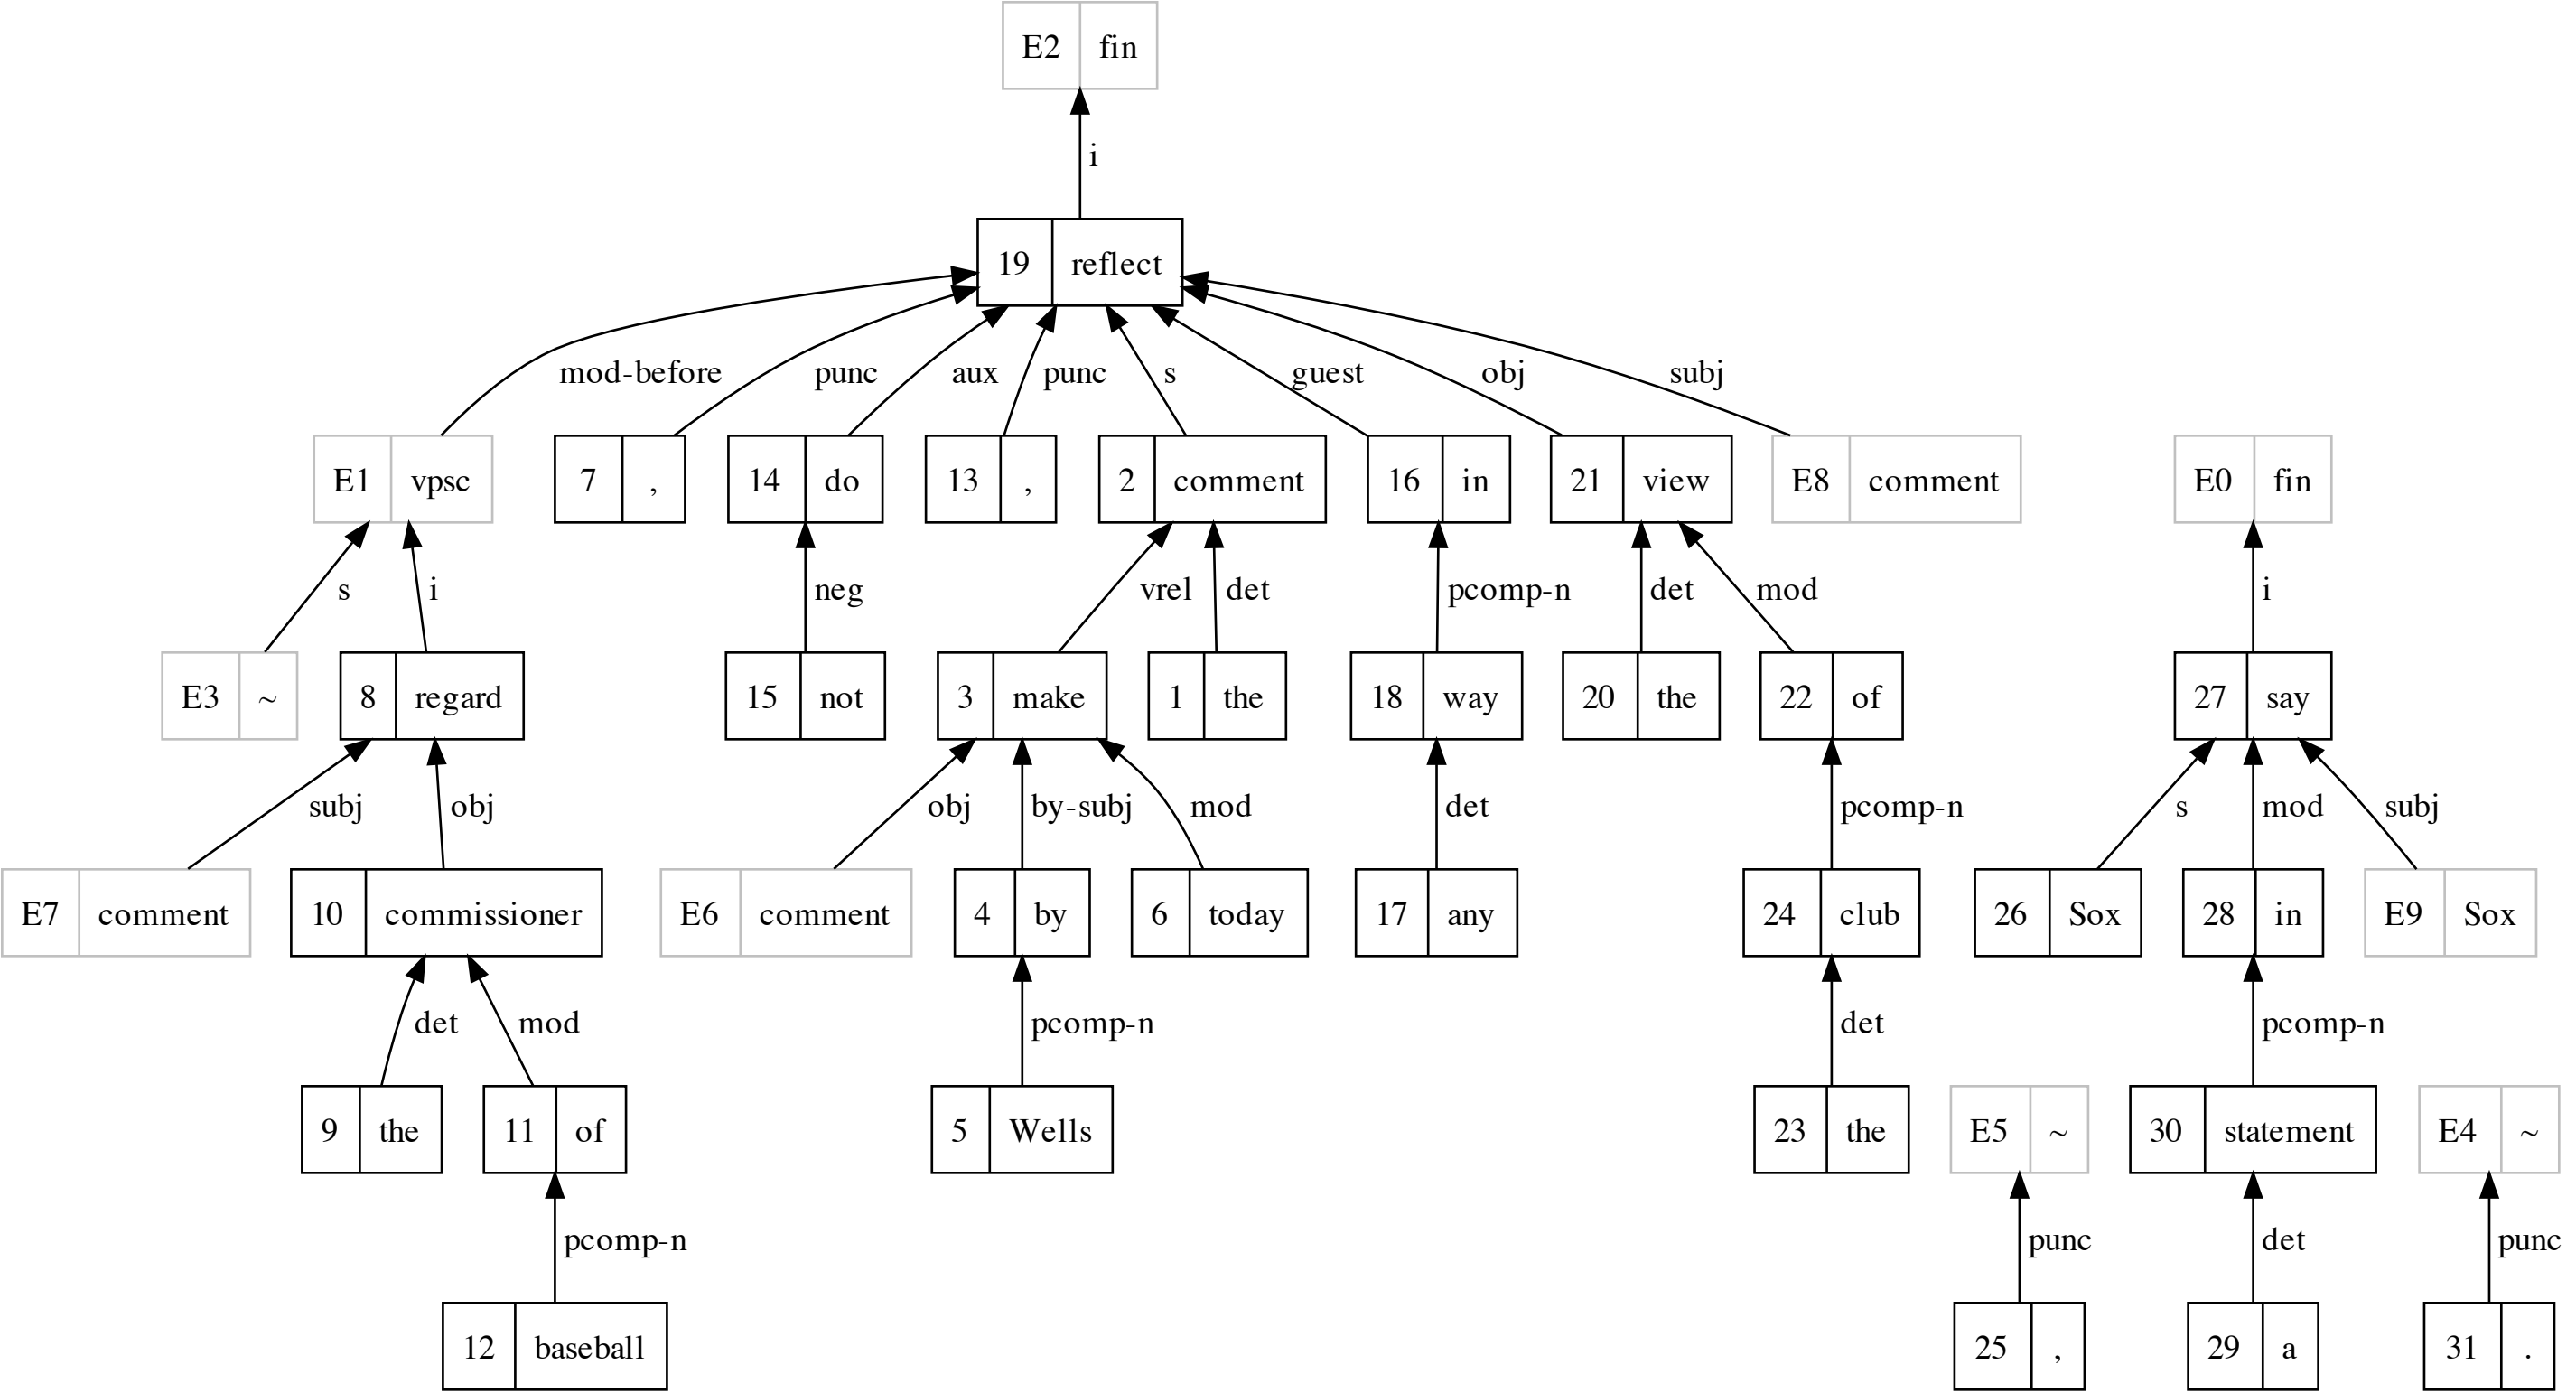 E2 fin
i
19 reflect
mod-before punc aux punc s guest obj subj
E1 vpsc 7 , 14 do 13 , 2 comment 16 in 21 view E8 comment E0 fin
s i neg vrel det pcomp-n det mod i
E3 ~ 8 regard 15 not 3 make 1 the 18 way 20 the 22 of 27 say
subj obj obj by-subj mod det pcomp-n s mod subj
E7 comment 10 commissioner E6 comment 4 by 6 today 17 any 24 club 26 Sox 28 in E9 Sox
det mod pcomp-n det pcomp-n
9 the 11 of 5 Wells 23 the E5 ~ 30 statement E4 ~
pcomp-n punc det punc
12 baseball 25 , 29 a 31 .